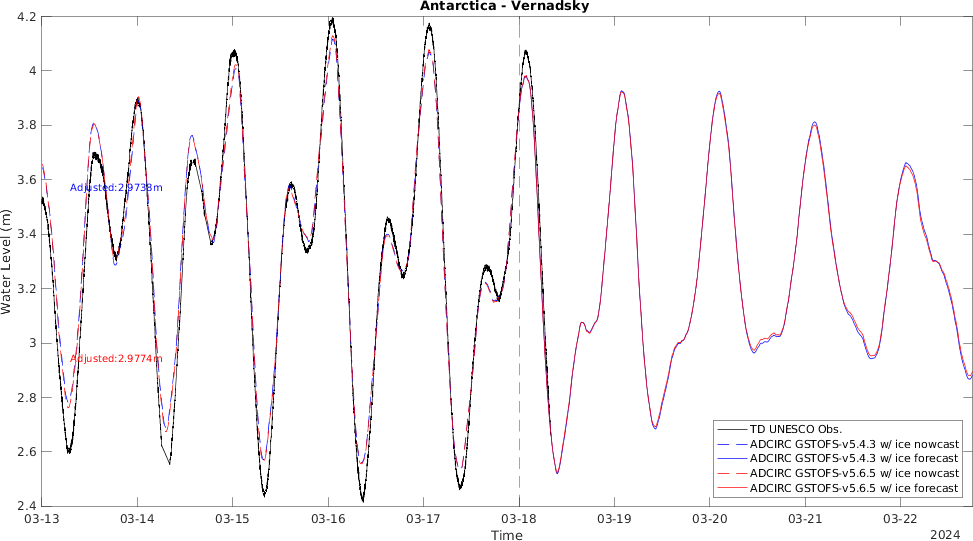 Antarctica - Vernadsky
4.2
4
3.8
3.6
3.4
3.2
3
2.8
2.6
2.4
Water Level (m)
Adjusted:2.9738m
Adjusted:2.9774m
TD UNESCO Obs.
ADCIRC GSTOFS-v5.4.3 w/ ice nowcast
ADCIRC GSTOFS-v5.4.3 w/ ice forecast
ADCIRC GSTOFS-v5.6.5 w/ ice nowcast
ADCIRC GSTOFS-v5.6.5 w/ ice forecast
03-13 03-14 03-15 03-16 03-17 03-18 03-19 03-20 03-21 03-22
Time
2024